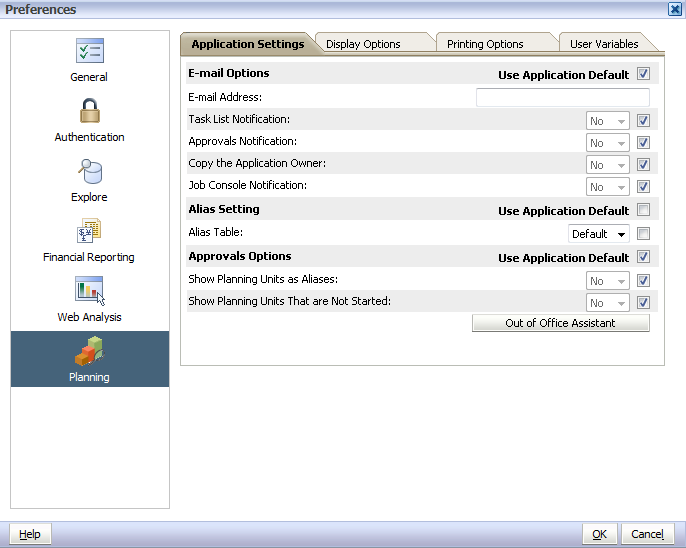 Preferences
General
Authentication
Explore
Financial Reporting
Web Analysis
Planning
Application Settings Display Options Printing Options User Variables
E-mail Options Use Application Default
E-mail Address:
Task List Notification: No
Approvals Notification: No
Copy the Application Owner: No
Job Console Notification: No
Alias Setting Use Application Default
Alias Table: Default
Approvals Options Use Application Default
Show Planning Units as Aliases: No
Show Planning Units That are Not Started: No
Out of Office Assistant
Help OK Cancel